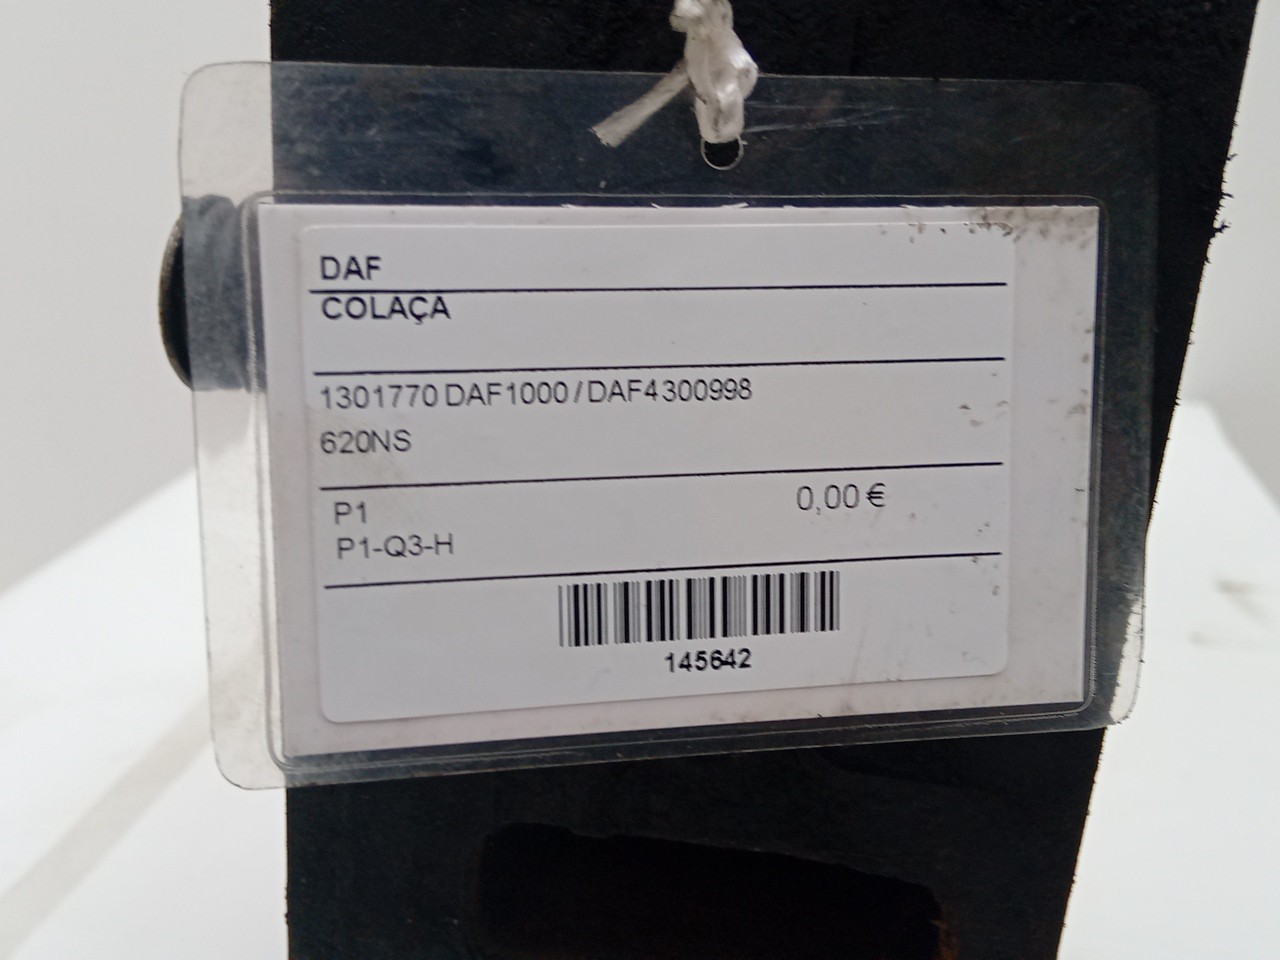 DAF
COLAÇA
1301770 DAF1000 / DAF4300998
620NS
P1
0,00 €
P1-Q3-H
145642